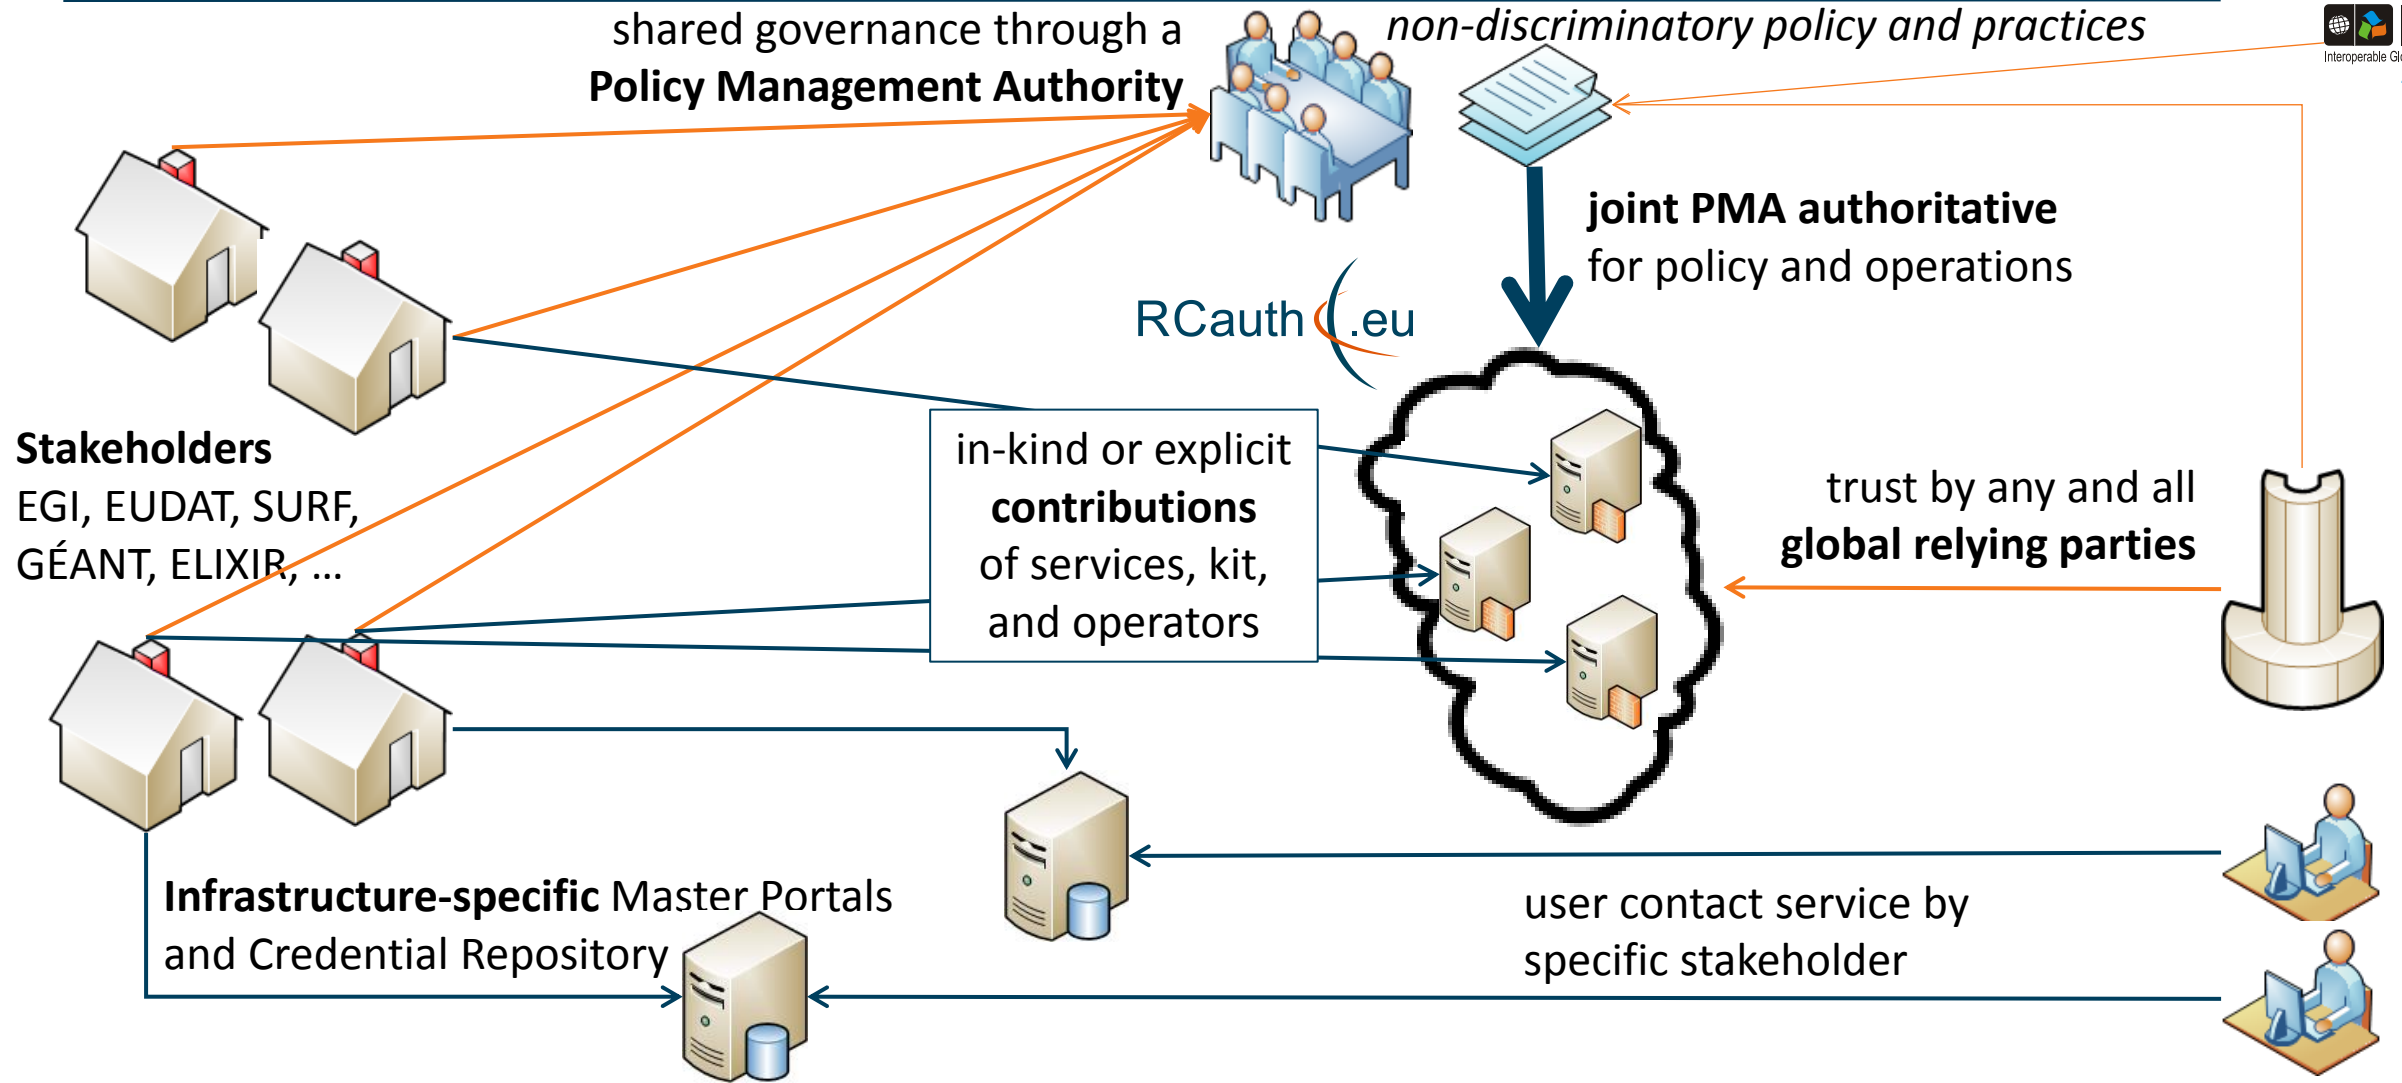 shared governance through a
Policy Management Authority
non-discriminatory policy and practices
Interoperable
joint PMA authoritative
for policy and operations
RCauth.eu
Stakeholders
EGI, EUDAT, SURF,
GÉANT, ELIXIR, ...
in-kind or explicit
contributions
of services, kit,
and operators
trust by any and all
global relying parties
Infrastructure-specific Master Portals
and Credential Repository
user contact service by
specific stakeholder